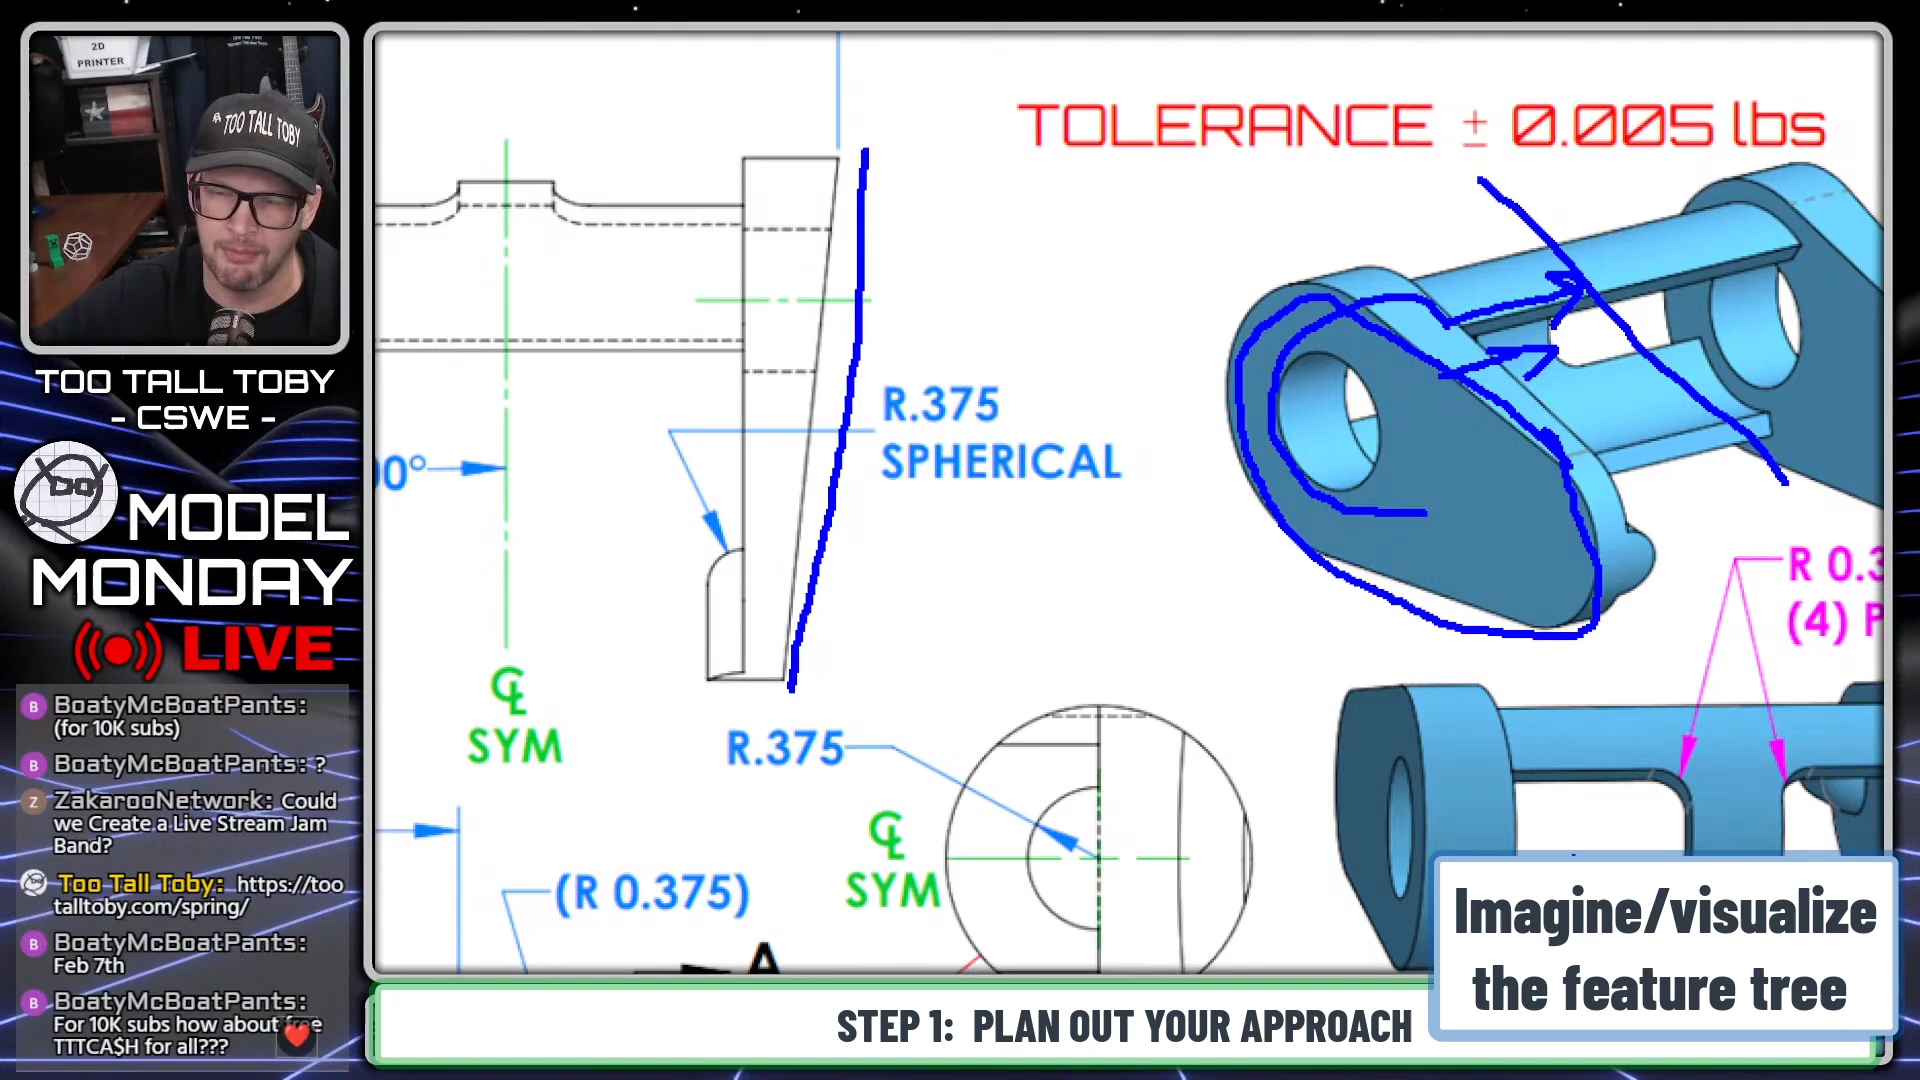 2D
PRINTER
TOO TALL TOBY
TOO TALL TOBY
- CSWE -
MODEL
MONDAY
LIVE
BoatyMcBoatPants:
(for 10K subs)
BoatyMcBoatPants: ?
ZakarooNetwork: Could
we Create a Live Stream Jam
Band?
Too Tall Toby: https://too
talltoby.com/spring/
BoatyMcBoatPants:
Feb 7th
BoatyMcBoatPants:
For 10K subs how about free
TTTCA$H for all???
TOLERANCE ± 0.005 lbs
R.375
SPHERICAL
00°
℄
SYM
R.375
℄
SYM
(R 0.375)
A
R 0.3
(4) P
Imagine/visualize
the feature tree
STEP 1: PLAN OUT YOUR APPROACH